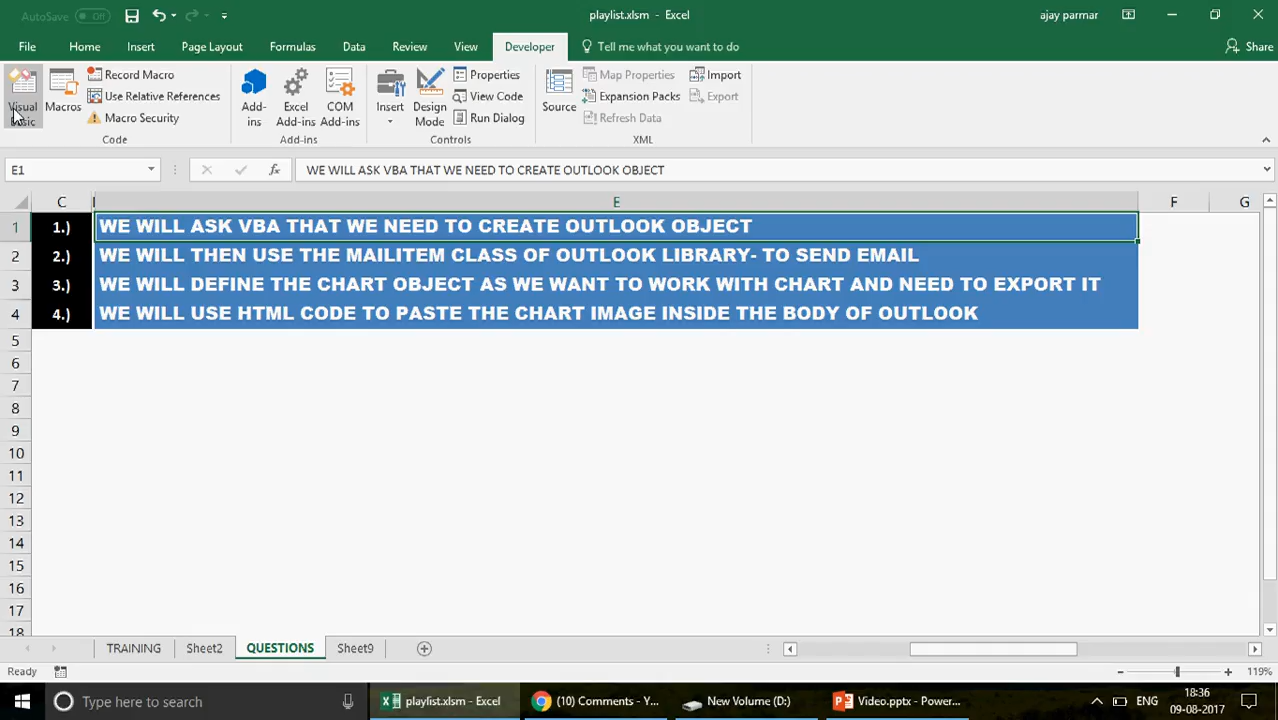 AutoSave Off
playlist.xlsm - Excel
ajay parmar
File Home Insert Page Layout Formulas Data Review View Developer Tell me what you want to do Share
Visual Basic
Macros
Record Macro
Use Relative References
Macro Security
Code
Add-ins
Excel Add-ins
COM Add-ins
Add-ins
Insert
Design Mode
Properties
View Code
Run Dialog
Controls
Source
Map Properties
Expansion Packs
Refresh Data
Import
Export
XML
E1 fx WE WILL ASK VBA THAT WE NEED TO CREATE OUTLOOK OBJECT
C E F G
1 1.) WE WILL ASK VBA THAT WE NEED TO CREATE OUTLOOK OBJECT
2 2.) WE WILL THEN USE THE MAILITEM CLASS OF OUTLOOK LIBRARY- TO SEND EMAIL
3 3.) WE WILL DEFINE THE CHART OBJECT AS WE WANT TO WORK WITH CHART AND NEED TO EXPORT IT
4 4.) WE WILL USE HTML CODE TO PASTE THE CHART IMAGE INSIDE THE BODY OF OUTLOOK
5
6
7
8
9
10
11
12
13
14
15
16
17
18
TRAINING Sheet2 QUESTIONS Sheet9
Ready
119%
Type here to search
playlist.xlsm - Excel
(10) Comments - Y...
New Volume (D:)
Video.pptx - Power...
ENG
18:36
09-08-2017